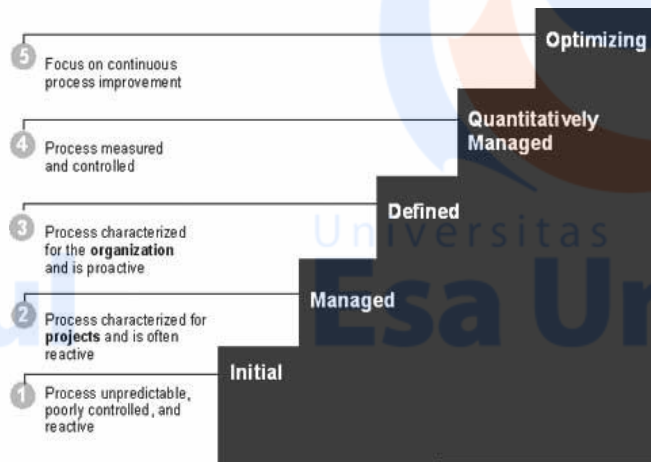 5
Optimizing
Focus on continuous
process improvement
4
Quantitatively
Managed
Process measured
and controlled
3
Defined
Process characterized
for the organization
and is proactive
Universitas
Esa Un
ul
2
Managed
Process characterized for
projects and is often
reactive
1
Initial
Process unpredictable,
poorly controlled, and
reactive